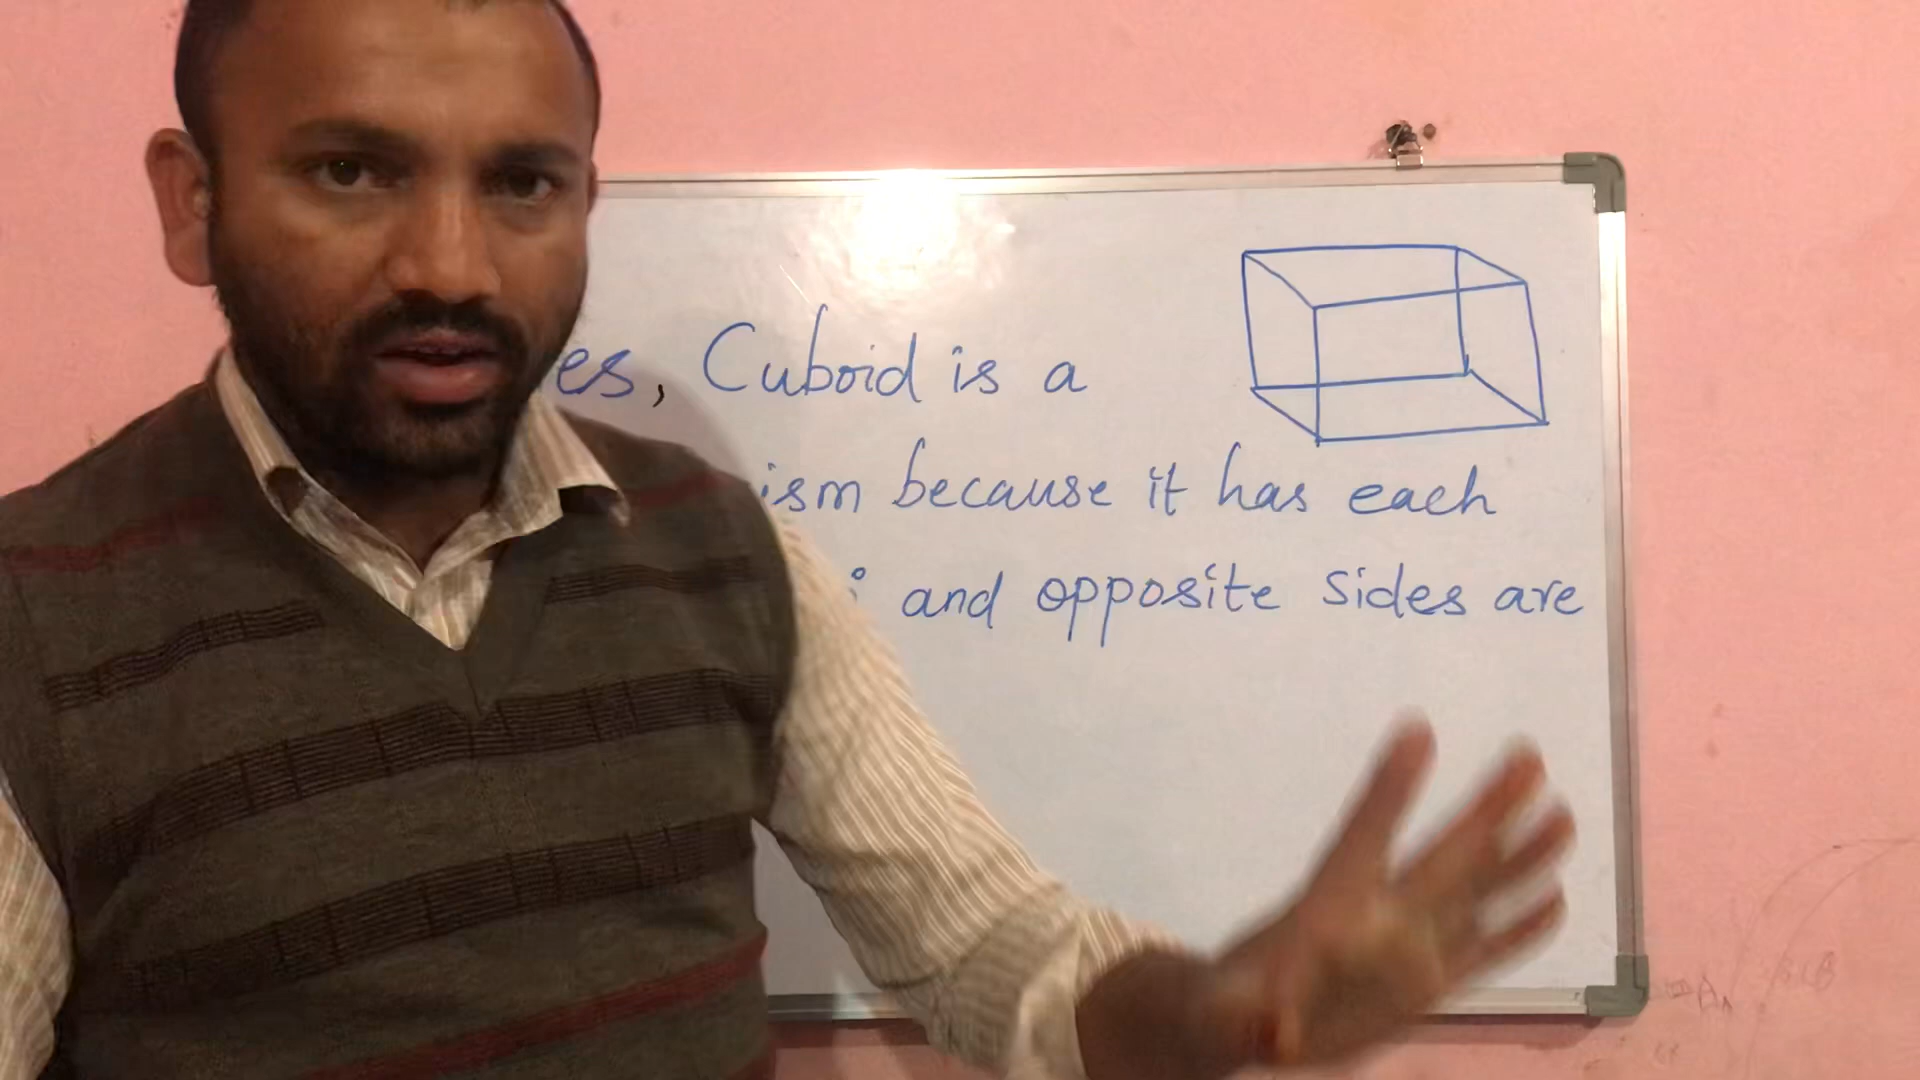 es, Cuboid is a
ism because it has each
and opposite sides are